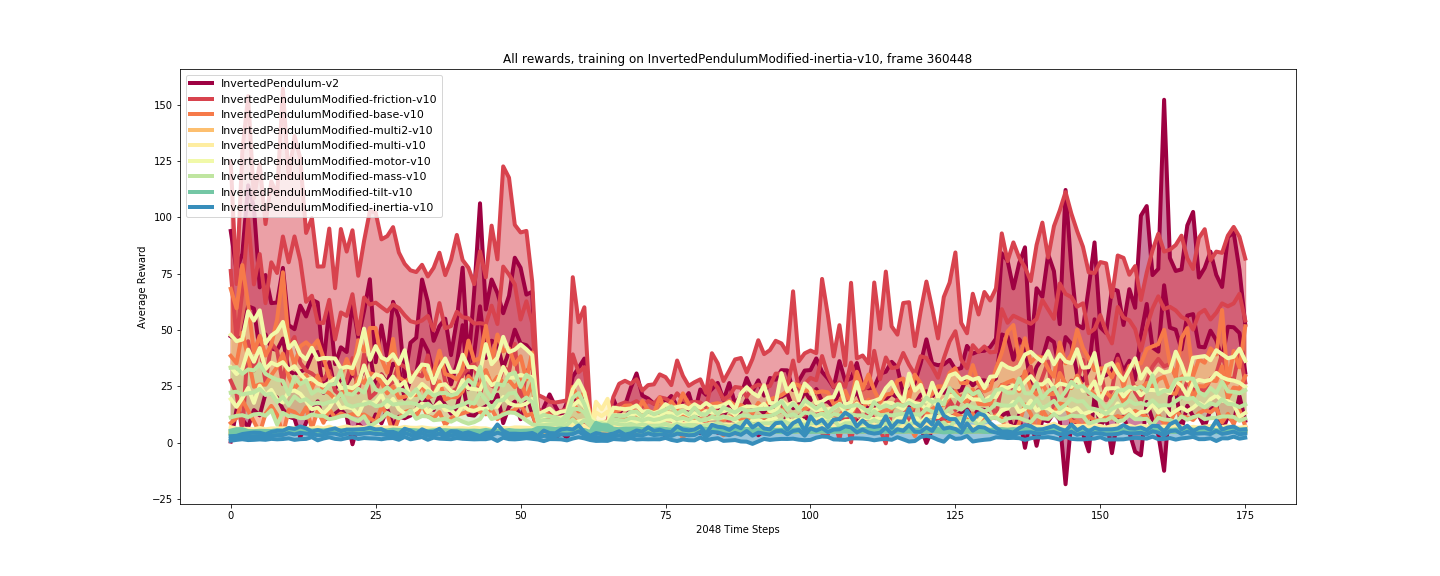 All rewards, training on InvertedPendulumModified-inertia-v10, frame 360448
InvertedPendulum-v2
InvertedPendulumModified-friction-v10
InvertedPendulumModified-base-v10
InvertedPendulumModified-multi2-v10
InvertedPendulumModified-multi-v10
InvertedPendulumModified-motor-v10
InvertedPendulumModified-mass-v10
InvertedPendulumModified-tilt-v10
InvertedPendulumModified-inertia-v10
Average Reward
150
125
100
75
50
25
0
−25
0 25 50 75 100 125 150 175
2048 Time Steps